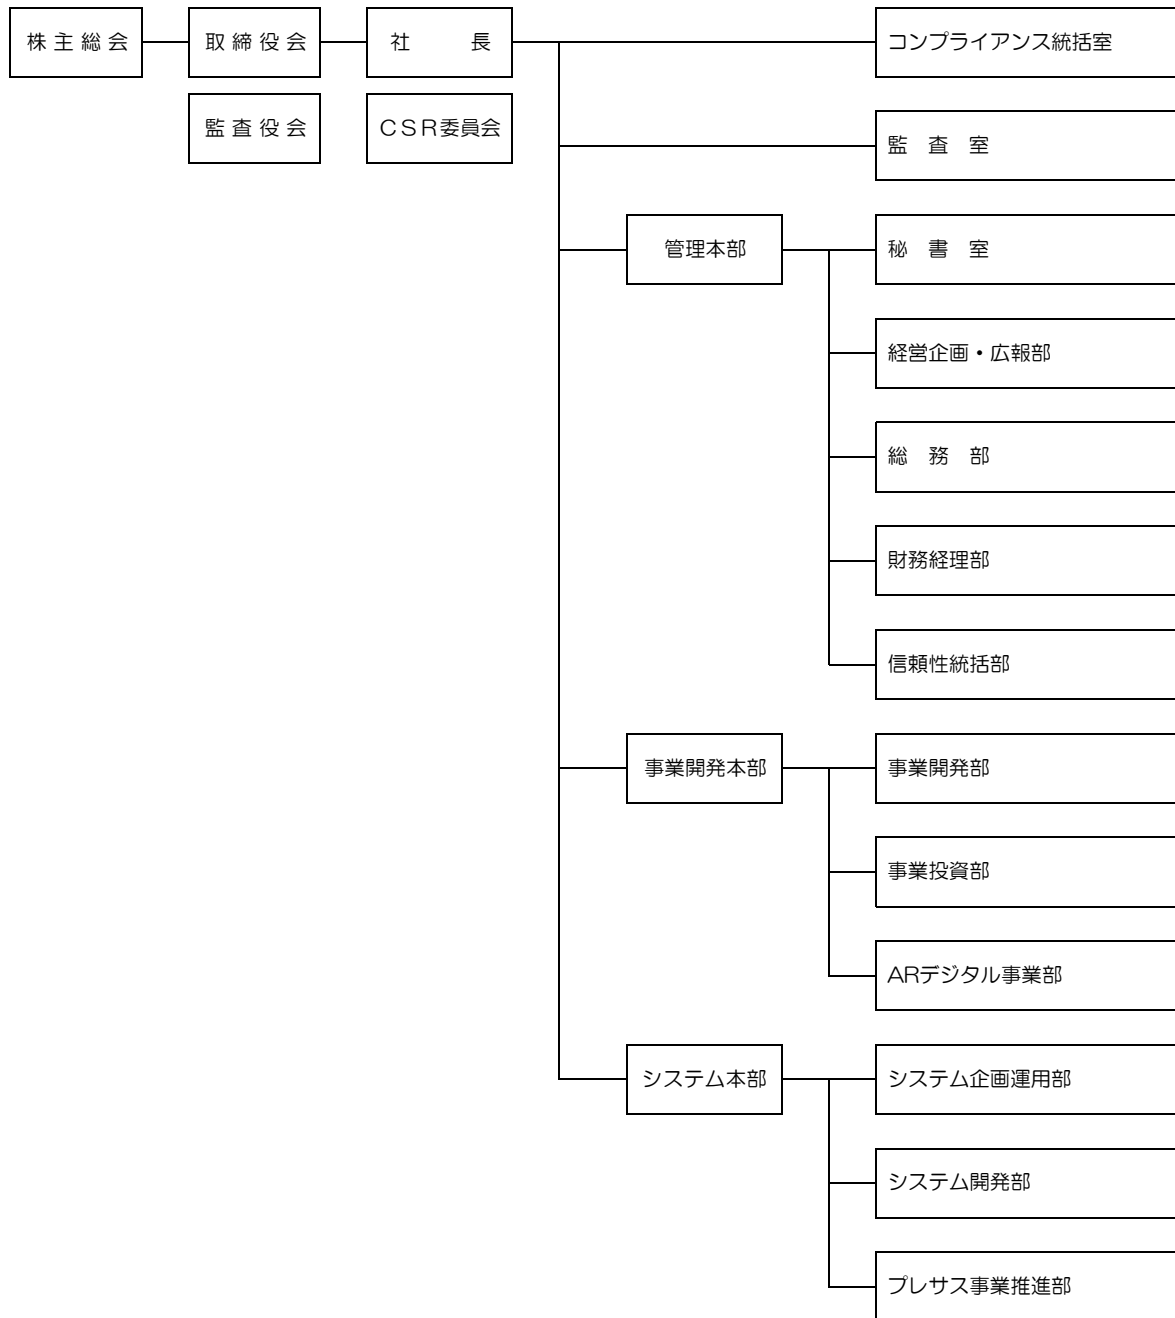 株主総会
取締役会
社　　長
コンプライアンス統括室
監査役会
ＣＳＲ委員会
監　査　室
管理本部
秘　書　室
経営企画・広報部
総　務　部
財務経理部
信頼性統括部
事業開発本部
事業開発部
事業投資部
ARデジタル事業部
システム本部
システム企画運用部
システム開発部
プレサス事業推進部